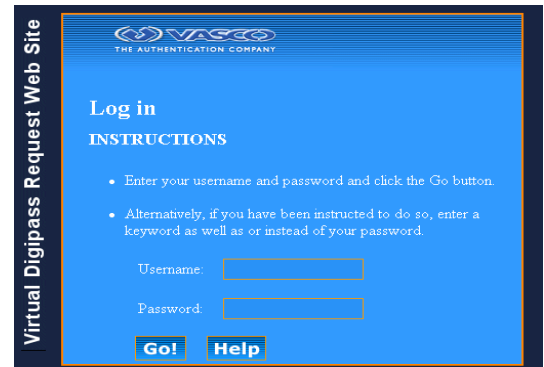 Virtual Digipass Request Web Site
VASCO
THE AUTHENTICATION COMPANY
Log in
INSTRUCTIONS
• Enter your username and password and click the Go button.
• Alternatively, if you have been instructed to do so, enter a
keyword as well as or instead of your password.
Username:
Password:
Go! Help